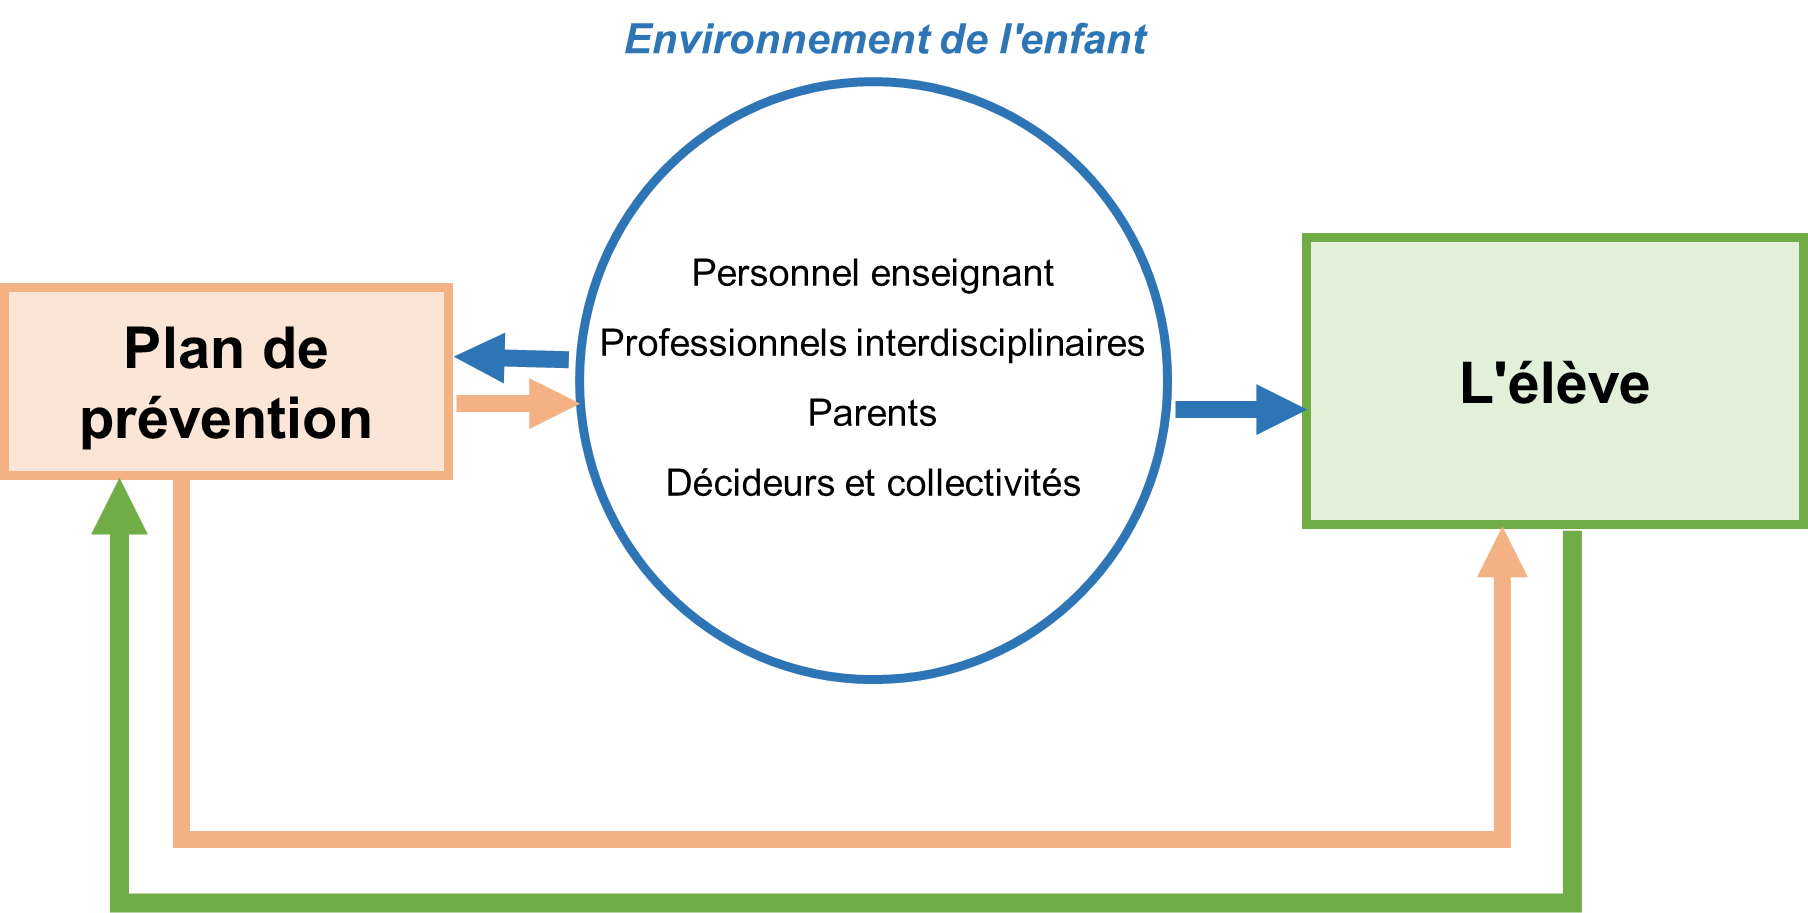 Environnement de l'enfant
Personnel enseignant
Professionnels interdisciplinaires
Parents
Décideurs et collectivités
Plan de
prévention
L'élève